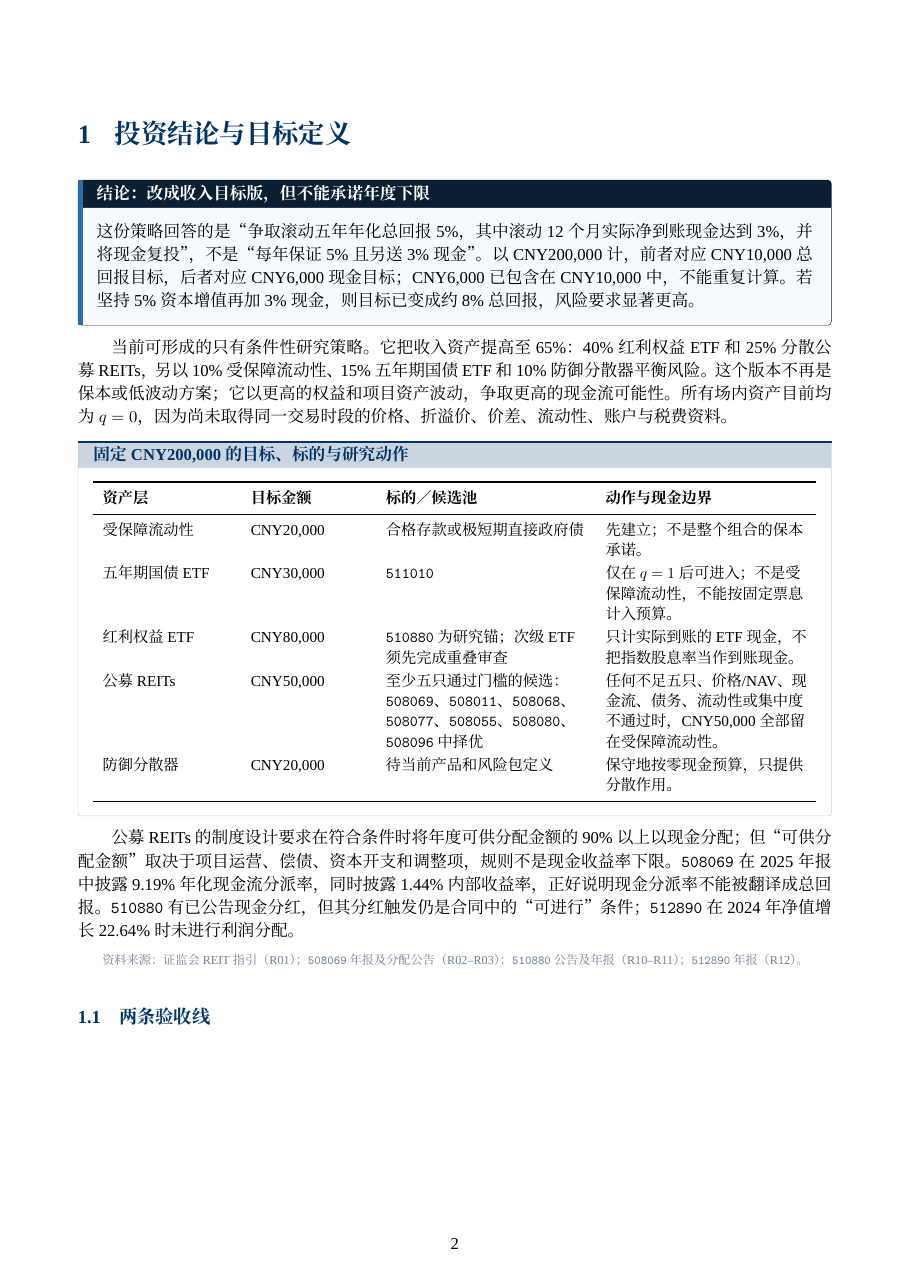 1 投资结论与目标定义
结论：改成收入目标版，但不能承诺年度下限
这份策略回答的是“争取滚动五年年化总回报 5%，其中滚动 12 个月实际净到账现金达到 3%，并
将现金复投”，不是“每年保证 5% 且另送 3% 现金”。以 CNY200,000 计，前者对应 CNY10,000 总
回报目标，后者对应 CNY6,000 现金目标；CNY6,000 已包含在 CNY10,000 中，不能重复计算。若
坚持 5% 资本增值再加 3% 现金，则目标已变成约 8% 总回报，风险要求显著更高。
当前可形成的只有条件性研究策略。它把收入资产提高至 65%：40% 红利权益 ETF 和 25% 分散公
募 REITs，另以 10% 受保障流动性、15% 五年期国债 ETF 和 10% 防御分散器平衡风险。这个版本不再是
保本或低波动方案；它以更高的权益和项目资产波动，争取更高的现金流可能性。所有场内资产目前均
为 q = 0，因为尚未取得同一交易时段的价格、折溢价、价差、流动性、账户与税费资料。
固定 CNY200,000 的目标、标的与研究动作
资产层 目标金额 标的／候选池 动作与现金边界
受保障流动性 CNY20,000 合格存款或极短期直接政府债 先建立；不是整个组合的保本
承诺。
五年期国债 ETF CNY30,000 511010 仅在 q = 1 后可进入；不是受
保障流动性，不能按固定票息
计入预算。
红利权益 ETF CNY80,000 510880 为研究锚；次级 ETF 只计实际到账的 ETF 现金，不
须先完成重叠审查 把指数股息率当作到账现金。
公募 REITs CNY50,000 至少五只通过门槛的候选： 任何不足五只、价格/NAV、现
508069、508011、508068、 金流、债务、流动性或集中度
508077、508055、508080、 不通过时，CNY50,000 全部留
508096 中择优 在受保障流动性。
防御分散器 CNY20,000 待当前产品和风险包定义 保守地按零现金预算，只提供
分散作用。
公募 REITs 的制度设计要求在符合条件时将年度可供分配金额的 90% 以上以现金分配；但“可供分
配金额”取决于项目运营、偿债、资本开支和调整项，规则不是现金收益率下限。508069 在 2025 年报
中披露 9.19% 年化现金流分派率，同时披露 1.44% 内部收益率，正好说明现金分派率不能被翻译成总回
报。510880 有已公告现金分红，但其分红触发仍是合同中的“可进行”条件；512890 在 2024 年净值增
长 22.64% 时未进行利润分配。
资料来源：证监会 REIT 指引（R01）；508069 年报及分配公告（R02–R03）；510880 公告及年报（R10–R11）；512890 年报（R12）。
1.1 两条验收线
2